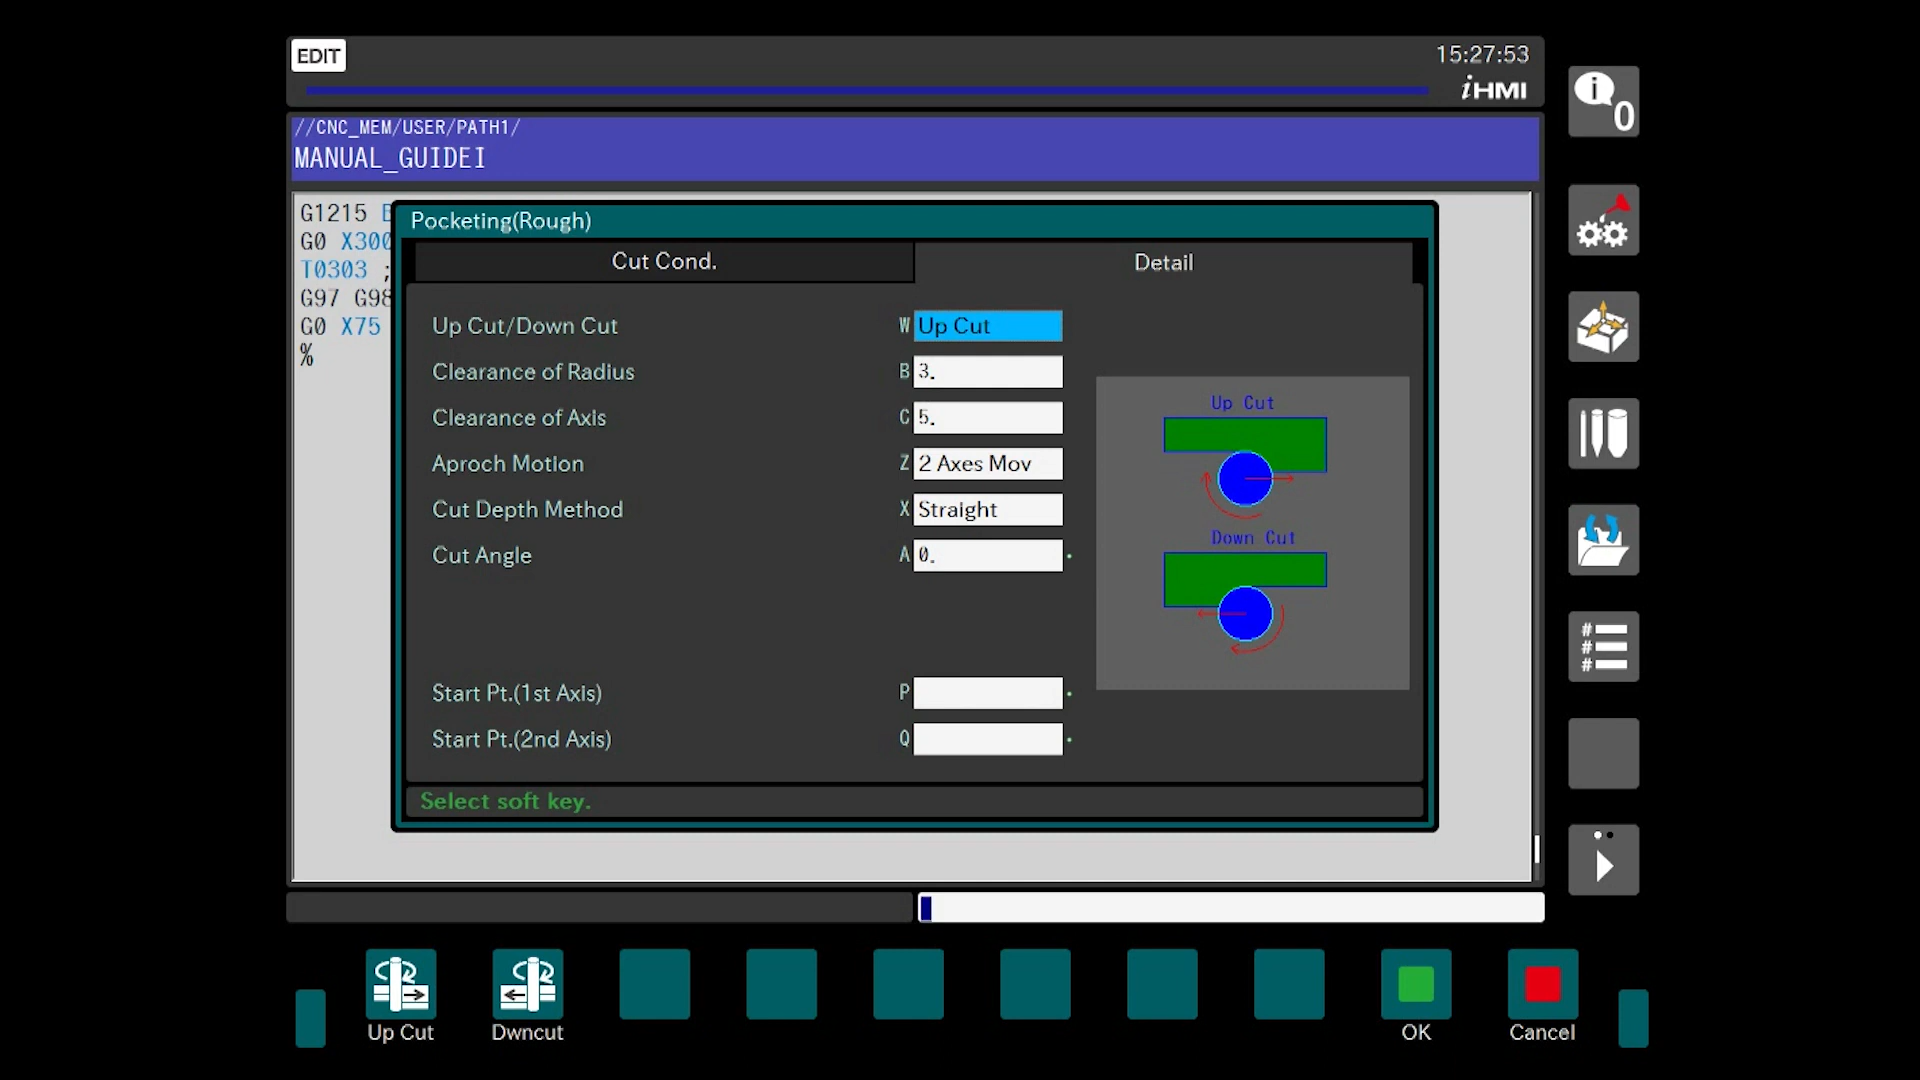 EDIT
15:27:53
iHMI
//CNC_MEM/USER/PATH1/
MANUAL_GUIDEI
G1215
G0 X300
T0303 ;
G97 G98
G0 X75
%
Pocketing(Rough)
Cut Cond.
Detail
Up Cut/Down Cut W Up Cut
Clearance of Radius B 3.
Clearance of Axis C 5.
Aproch Motion Z 2 Axes Mov
Cut Depth Method X Straight
Cut Angle A 0.
Start Pt.(1st Axis) P
Start Pt.(2nd Axis) Q
Up Cut
Down Cut
Select soft key.
i 0
#
#
#
Up Cut
Dwncut
OK
Cancel